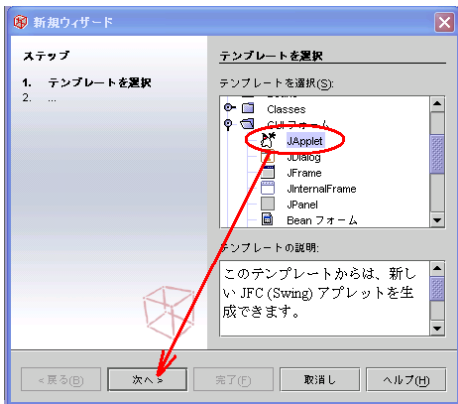 新規ウィザード
ステップ
1. テンプレートを選択
2. ...
テンプレートを選択
テンプレートを選択(S):
Classes
GUI フォーム
JApplet
JDialog
JFrame
JInternalFrame
JPanel
Bean フォーム
テンプレートの説明:
このテンプレートからは、新し
い JFC (Swing) アプレットを生
成できます。
<戻る(B)
次へ>
完了(F)
取消し
ヘルプ(H)